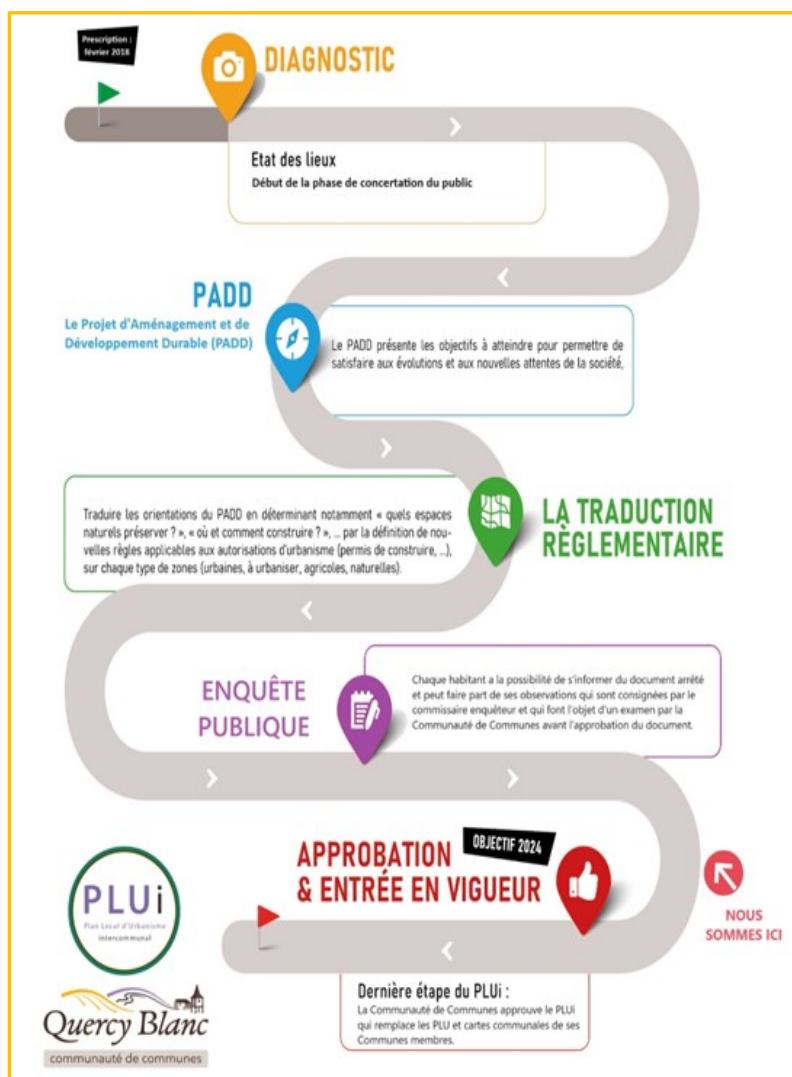 Prescription :
février 2018
DIAGNOSTIC
Etat des lieux
Début de la phase de concertation du public
PADD
Le Projet d'Aménagement et de
Développement Durable (PADD)
Le PADD présente les objectifs à atteindre pour permettre de
satisfaire aux évolutions et aux nouvelles attentes de la société,
Traduire les orientations du PADD en déterminant notamment « quels espaces
naturels préserver ? », « où et comment construire ? », ... par la définition de nou-
velles règles applicables aux autorisations d'urbanisme (permis de construire, ...),
sur chaque type de zones (urbaines, à urbaniser, agricoles, naturelles).
LA TRADUCTION
RÈGLEMENTAIRE
ENQUÊTE
PUBLIQUE
Chaque habitant a la possibilité de s'informer du document arrêté
et peut faire part de ses observations qui sont consignées par le
commissaire enquêteur et qui font l'objet d'un examen par la
Communauté de Communes avant l'approbation du document.
APPROBATION
& ENTRÉE EN VIGUEUR
OBJECTIF 2024
NOUS
SOMMES ICI
PLUi
Plan Local d'Urbanisme
intercommunal
Dernière étape du PLUi :
La Communauté de Communes approuve le PLUi
qui remplace les PLU et cartes communales de ses
Communes membres.
Quercy Blanc
communauté de communes